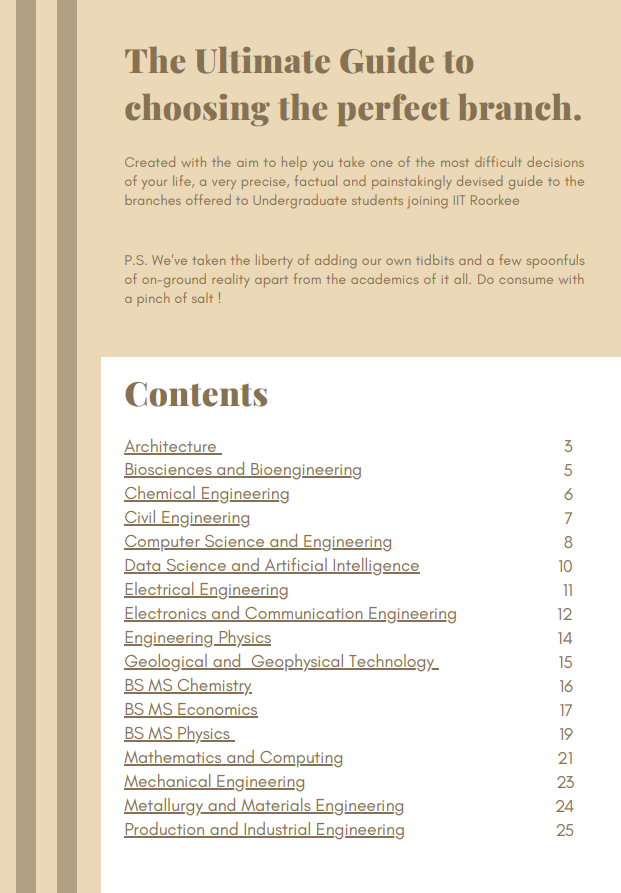 The Ultimate Guide to
choosing the perfect branch.
Created with the aim to help you take one of the most difficult decisions
of your life, a very precise, factual and painstakingly devised guide to the
branches offered to Undergraduate students joining IIT Roorkee
P.S. We've taken the liberty of adding our own tidbits and a few spoonfuls
of on-ground reality apart from the academics of it all. Do consume with
a pinch of salt !
Contents
Architecture 3
Biosciences and Bioengineering 5
Chemical Engineering 6
Civil Engineering 7
Computer Science and Engineering 8
Data Science and Artificial Intelligence 10
Electrical Engineering 11
Electronics and Communication Engineering 12
Engineering Physics 14
Geological and Geophysical Technology 15
BS MS Chemistry 16
BS MS Economics 17
BS MS Physics 19
Mathematics and Computing 21
Mechanical Engineering 23
Metallurgy and Materials Engineering 24
Production and Industrial Engineering 25